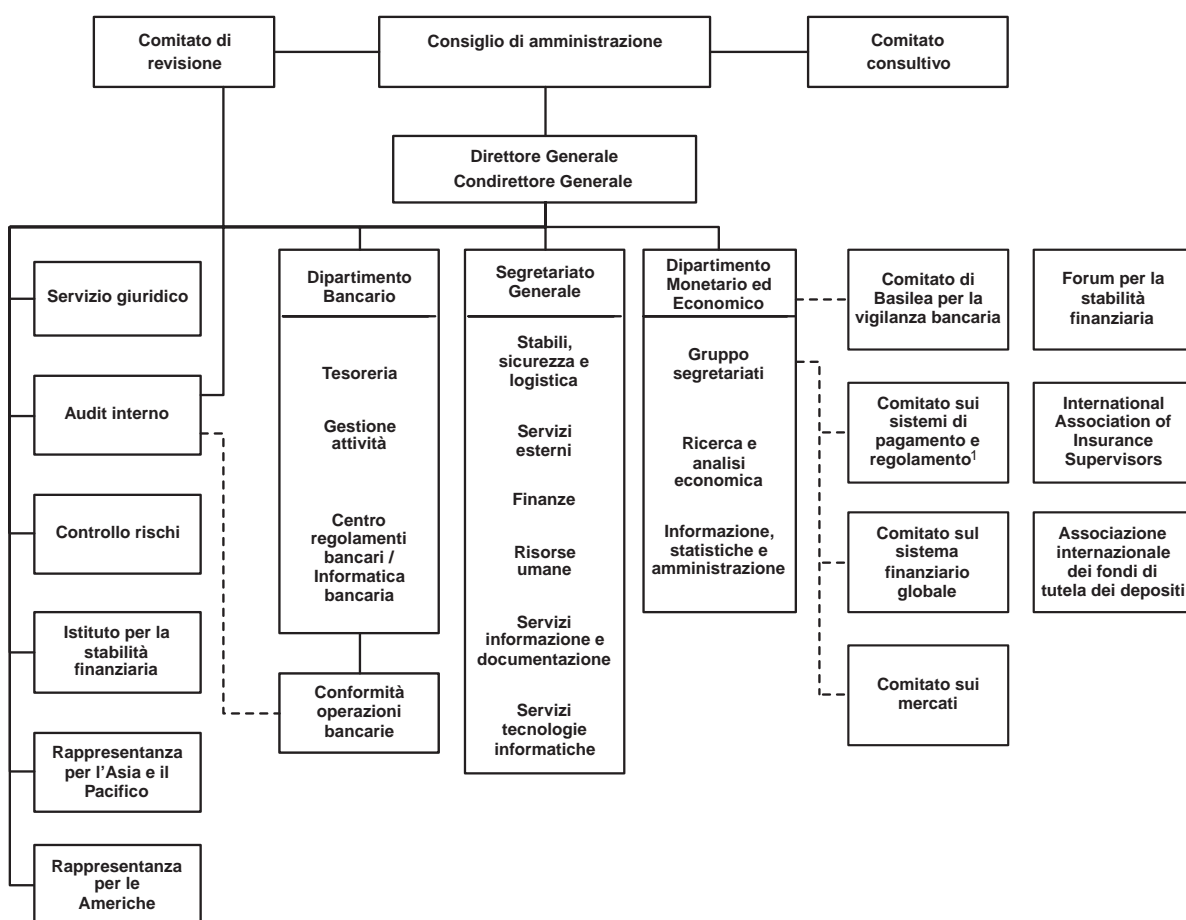 Comitato di
revisione
Consiglio di amministrazione
Comitato
consultivo
Direttore Generale
Condirettore Generale
Servizio giuridico
Audit interno
Controllo rischi
Istituto per la
stabilità
finanziaria
Rappresentanza
per l'Asia e il
Pacifico
Rappresentanza
per le
Americhe
Dipartimento
Bancario
Tesoreria
Gestione
attività
Centro
regolamenti
bancari /
Informatica
bancaria
Conformità
operazioni
bancarie
Segretariato
Generale
Stabili,
sicurezza e
logistica
Servizi
esterni
Finanze
Risorse
umane
Servizi
informazione e
documentazione
Servizi
tecnologie
informatiche
Dipartimento
Monetario ed
Economico
Gruppo
segretariati
Ricerca e
analisi
economica
Informazione,
statistiche e
amministrazione
Comitato di
Basilea per la
vigilanza bancaria
Comitato sui
sistemi di
pagamento e
regolamento¹
Comitato sul
sistema
finanziario
globale
Comitato sui
mercati
Forum per la
stabilità
finanziaria
International
Association of
Insurance
Supervisors
Associazione
internazionale
dei fondi di
tutela dei depositi